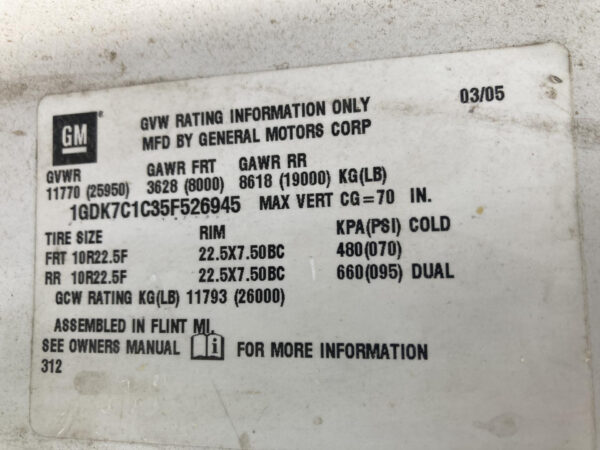 GM
GVW RATING INFORMATION ONLY
03/05
MFD BY GENERAL MOTORS CORP
GVWR GAWR FRT GAWR RR
11770 (25950) 3628 (8000) 8618 (19000) KG(LB)
1GDK7C1C35F526945 MAX VERT CG=70 IN.
TIRE SIZE RIM KPA(PSI) COLD
FRT 10R22.5F 22.5X7.50BC 480(070)
RR 10R22.5F 22.5X7.50BC 660(095) DUAL
GCW RATING KG(LB) 11793 (26000)
ASSEMBLED IN FLINT MI.
SEE OWNERS MANUAL i FOR MORE INFORMATION
312